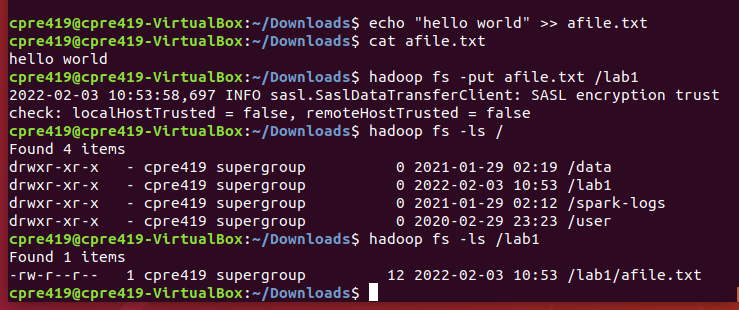 cpre419@cpre419-VirtualBox:~/Downloads$ echo "hello world" >> afile.txt
cpre419@cpre419-VirtualBox:~/Downloads$ cat afile.txt
hello world
cpre419@cpre419-VirtualBox:~/Downloads$ hadoop fs -put afile.txt /lab1
2022-02-03 10:53:58,697 INFO sasl.SaslDataTransferClient: SASL encryption trust
check: localHostTrusted = false, remoteHostTrusted = false
cpre419@cpre419-VirtualBox:~/Downloads$ hadoop fs -ls /
Found 4 items
drwxr-xr-x   - cpre419 supergroup          0 2021-01-29 02:19 /data
drwxr-xr-x   - cpre419 supergroup          0 2022-02-03 10:53 /lab1
drwxr-xr-x   - cpre419 supergroup          0 2021-01-29 02:12 /spark-logs
drwxr-xr-x   - cpre419 supergroup          0 2020-02-29 23:23 /user
cpre419@cpre419-VirtualBox:~/Downloads$ hadoop fs -ls /lab1
Found 1 items
-rw-r--r--   1 cpre419 supergroup         12 2022-02-03 10:53 /lab1/afile.txt
cpre419@cpre419-VirtualBox:~/Downloads$